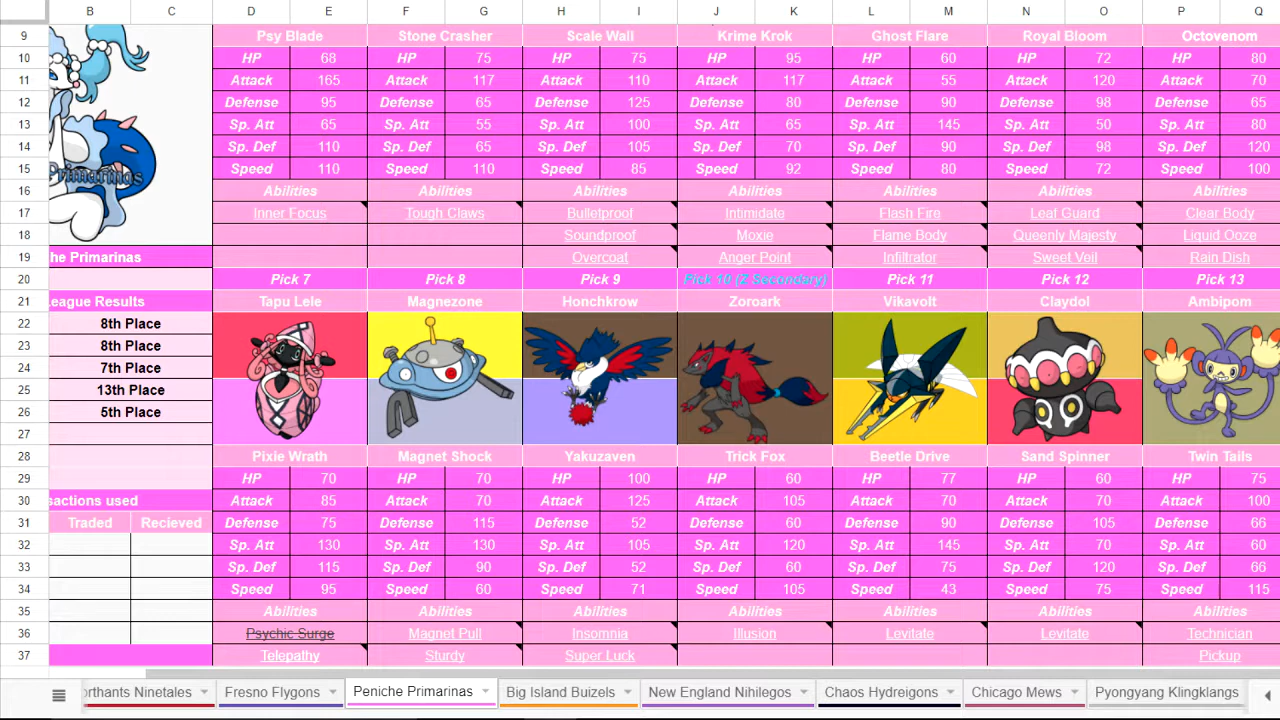 B C D E F G H I J K L M N O P Q
9 Psy Blade Stone Crasher Scale Wall Krime Krok Ghost Flare Royal Bloom Octovenom
10 HP 68 HP 75 HP 75 HP 95 HP 60 HP 72 HP 80
11 Attack 165 Attack 117 Attack 110 Attack 117 Attack 55 Attack 120 Attack 70
12 Defense 95 Defense 65 Defense 125 Defense 80 Defense 90 Defense 98 Defense 65
13 Sp. Att 65 Sp. Att 55 Sp. Att 100 Sp. Att 65 Sp. Att 145 Sp. Att 50 Sp. Att 80
14 Sp. Def 110 Sp. Def 65 Sp. Def 105 Sp. Def 70 Sp. Def 90 Sp. Def 98 Sp. Def 120
15 Primarinas Speed 110 Speed 110 Speed 85 Speed 92 Speed 80 Speed 72 Speed 100
16 Abilities Abilities Abilities Abilities Abilities Abilities Abilities
17 Inner Focus Tough Claws Bulletproof Intimidate Flash Fire Leaf Guard Clear Body
18 Soundproof Moxie Flame Body Queenly Majesty Liquid Ooze
19 he Primarinas Overcoat Anger Point Infiltrator Sweet Veil Rain Dish
20 Pick 7 Pick 8 Pick 9 Pick 10 (Z Secondary) Pick 11 Pick 12 Pick 13
21 eague Results Tapu Lele Magnezone Honchkrow Zoroark Vikavolt Claydol Ambipom
22 8th Place
23 8th Place
24 7th Place
25 13th Place
26 5th Place
27
28 Pixie Wrath Magnet Shock Yakuzaven Trick Fox Beetle Drive Sand Spinner Twin Tails
29 HP 70 HP 70 HP 100 HP 60 HP 77 HP 60 HP 75
30 sactions used Attack 85 Attack 70 Attack 125 Attack 105 Attack 70 Attack 70 Attack 100
31 Traded Recieved Defense 75 Defense 115 Defense 52 Defense 60 Defense 90 Defense 105 Defense 66
32 Sp. Att 130 Sp. Att 130 Sp. Att 105 Sp. Att 120 Sp. Att 145 Sp. Att 70 Sp. Att 60
33 Sp. Def 115 Sp. Def 90 Sp. Def 52 Sp. Def 60 Sp. Def 75 Sp. Def 120 Sp. Def 66
34 Speed 95 Speed 60 Speed 71 Speed 105 Speed 43 Speed 75 Speed 115
35 Abilities Abilities Abilities Abilities Abilities Abilities Abilities
36 Psychic Surge Magnet Pull Insomnia Illusion Levitate Levitate Technician
37 Telepathy Sturdy Super Luck Pickup
orthants Ninetales Fresno Flygons Peniche Primarinas Big Island Buizels New England Nihilegos Chaos Hydreigons Chicago Mews Pyongyang Klingklangs